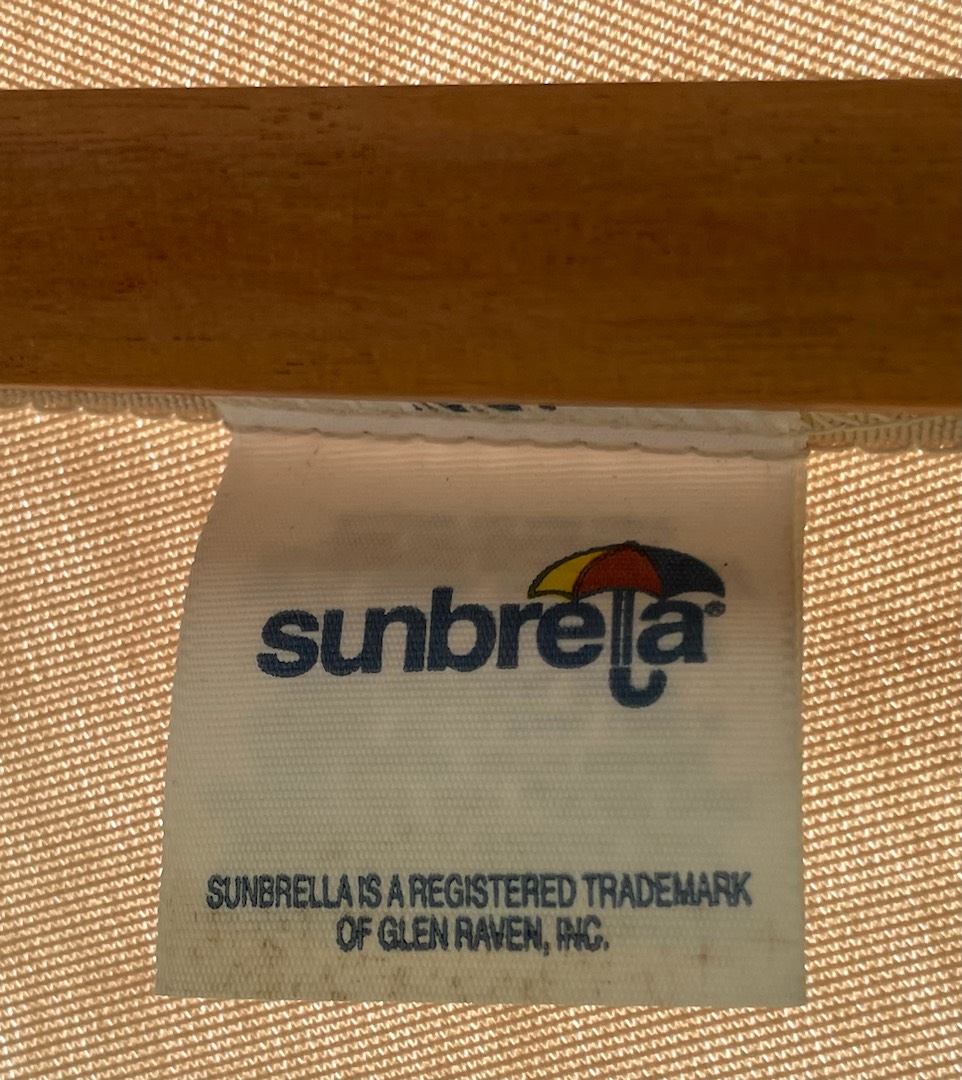 sunbrella®
SUNBRELLA IS A REGISTERED TRADEMARK
OF GLEN RAVEN, INC.